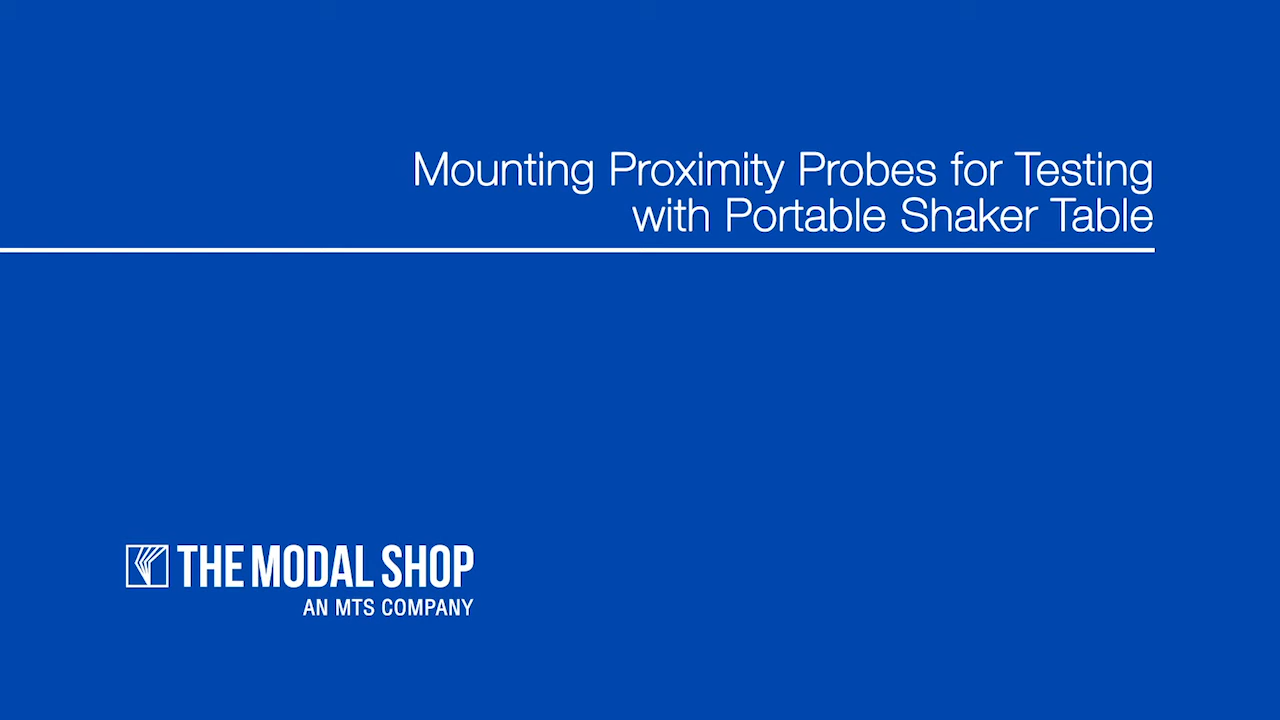 Mounting Proximity Probes for Testing
with Portable Shaker Table
THE MODAL SHOP
AN MTS COMPANY